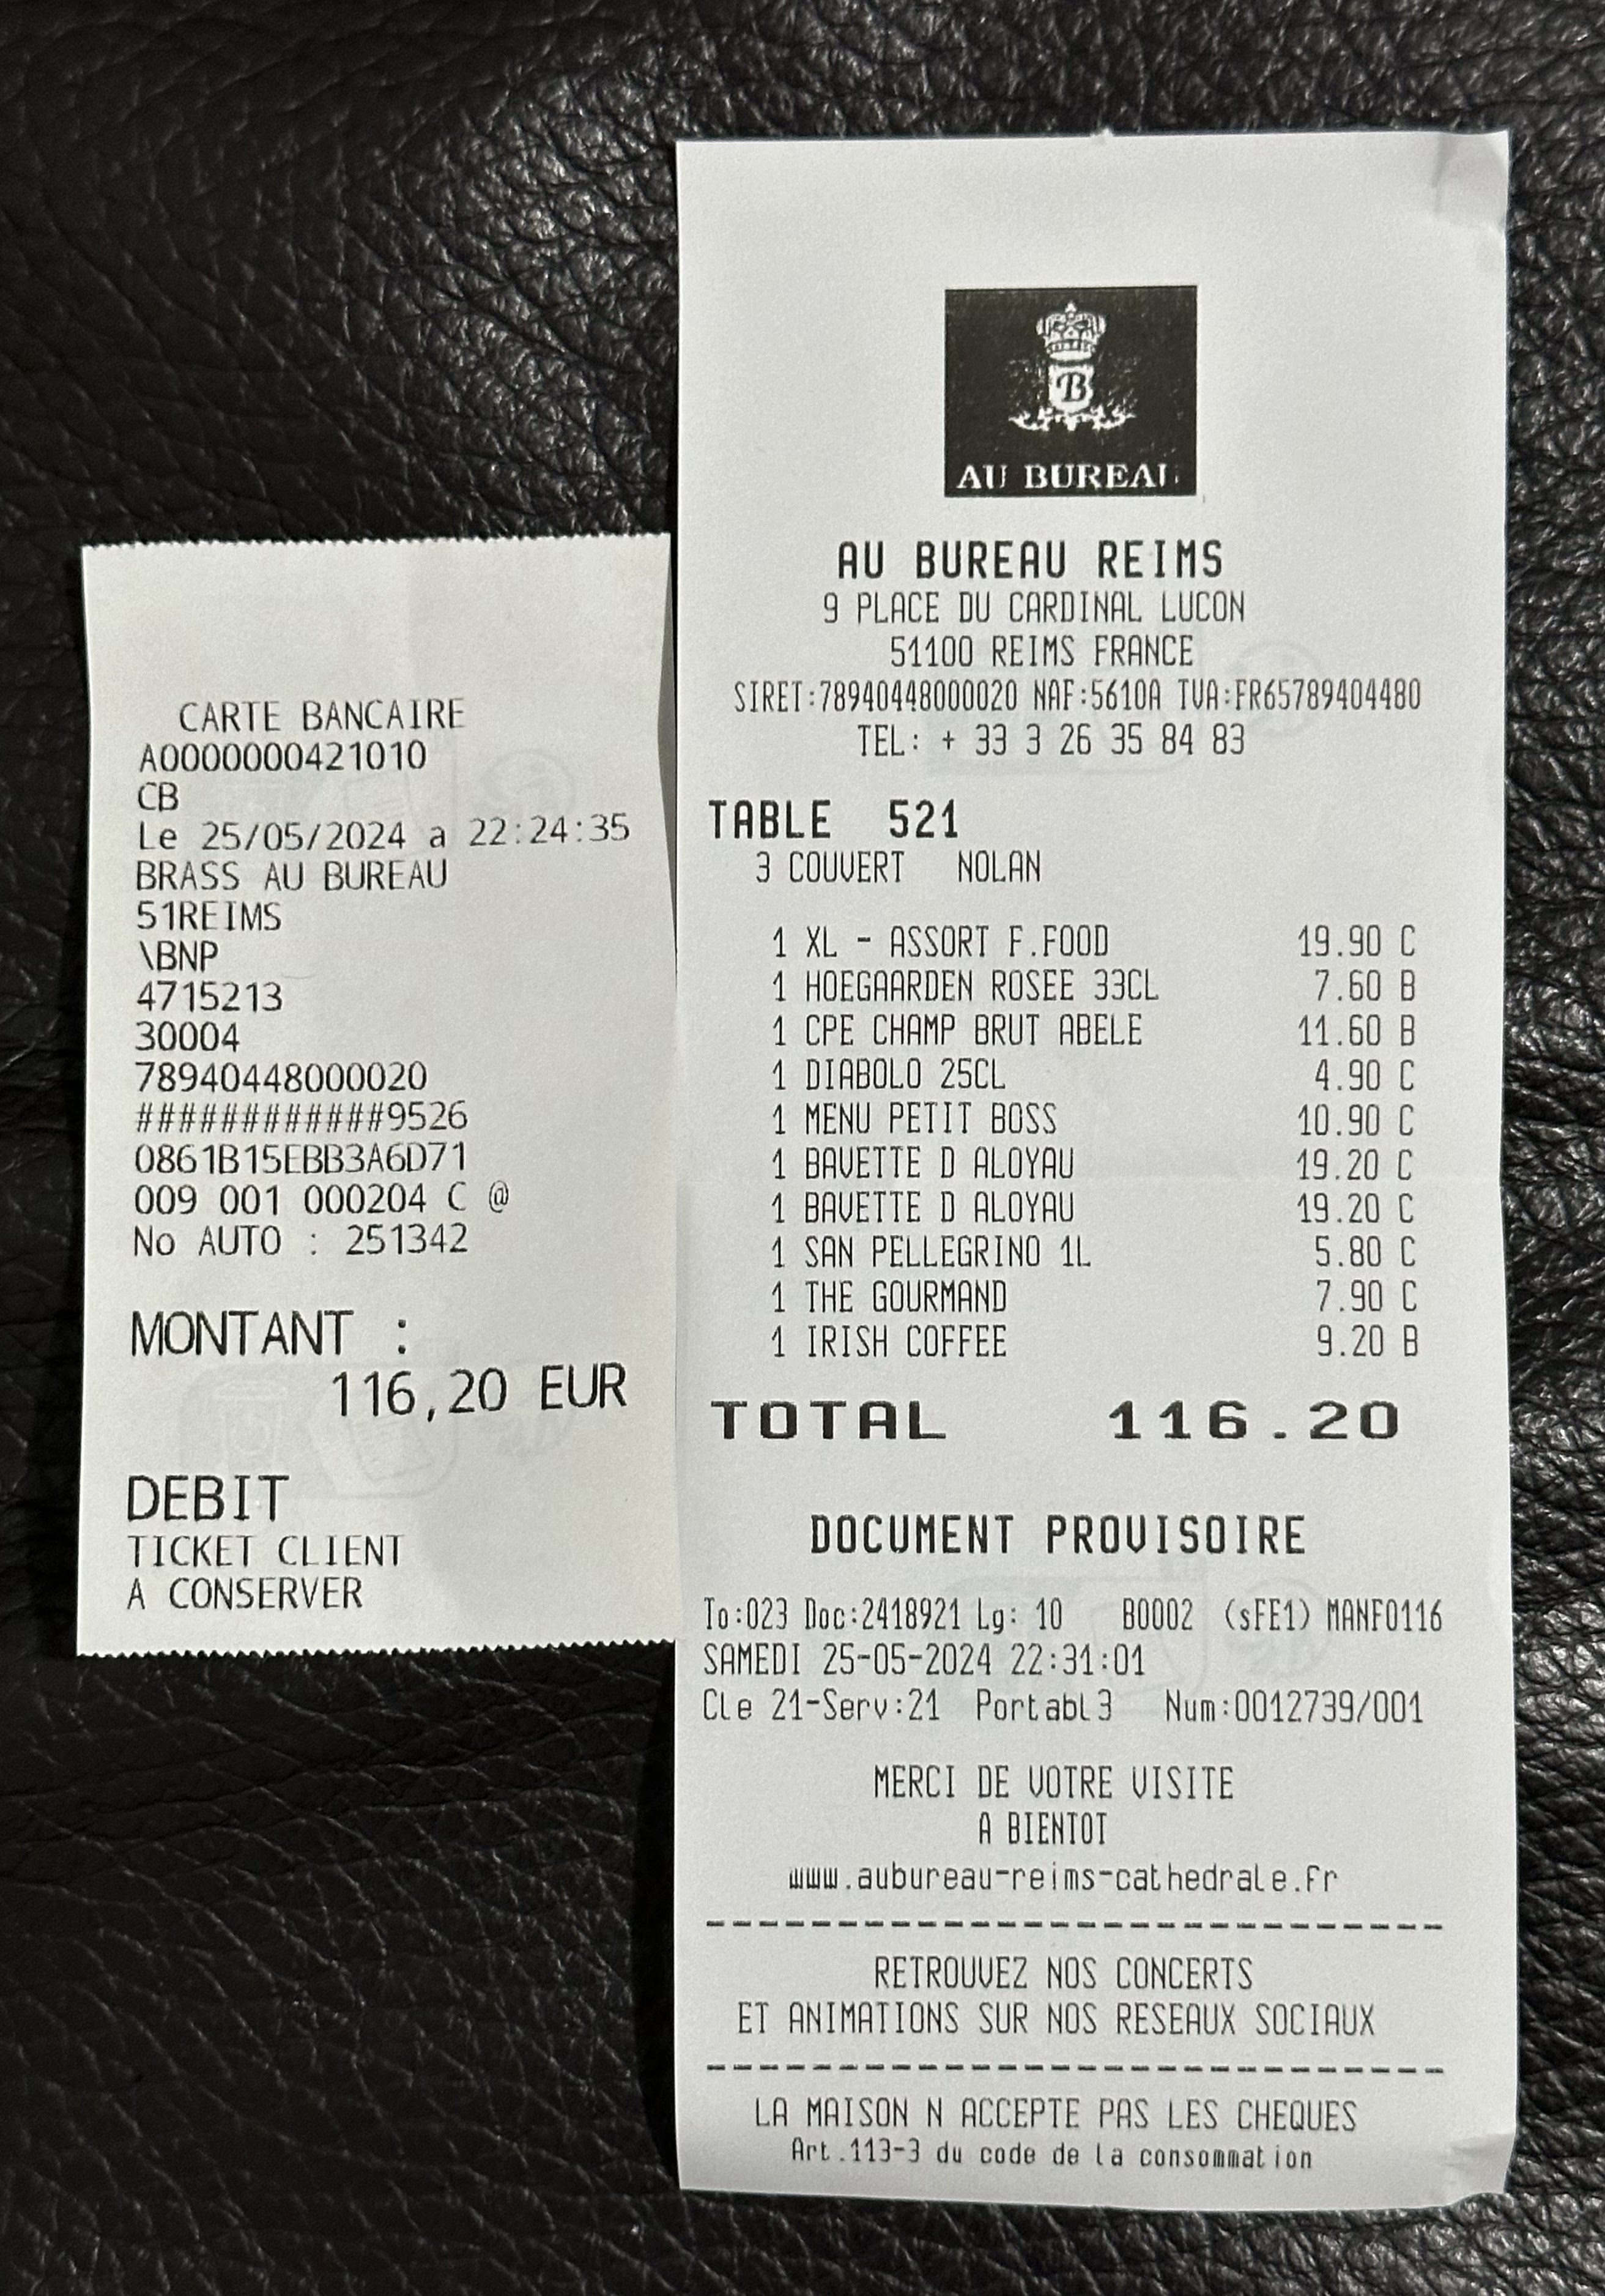 CARTE BANCAIRE
A0000000421010
CB
Le 25/05/2024 a 22:24:35
BRASS AU BUREAU
51REIMS
\BNP
4715213
30004
78940448000020
############9526
0861B15EBB3A6D71
009 001 000204 C @
No AUTO : 251342
MONTANT :
116,20 EUR
DEBIT
TICKET CLIENT
A CONSERVER
B
AU BUREAU
AU BUREAU REIMS
9 PLACE DU CARDINAL LUCON
51100 REIMS FRANCE
SIRET:78940448000020 NAF:5610A TVA:FR65789404480
TEL: + 33 3 26 35 84 83
TABLE 521
3 COUVERT NOLAN
1 XL - ASSORT F.FOOD 19.90 C
1 HOEGAARDEN ROSEE 33CL 7.60 B
1 CPE CHAMP BRUT ABELE 11.60 B
1 DIABOLO 25CL 4.90 C
1 MENU PETIT BOSS 10.90 C
1 BAVETTE D ALOYAU 19.20 C
1 BAVETTE D ALOYAU 19.20 C
1 SAN PELLEGRINO 1L 5.80 C
1 THE GOURMAND 7.90 C
1 IRISH COFFEE 9.20 B
TOTAL 116.20
DOCUMENT PROVISOIRE
To:023 Doc:2418921 Lg: 10 B0002 (sFE1) MANF0116
SAMEDI 25-05-2024 22:31:01
Cle 21-Serv:21 Portabl3 Num:0012739/001
MERCI DE VOTRE VISITE
A BIENTOT
www.aubureau-reims-cathedrale.fr
--------------------------------
RETROUVEZ NOS CONCERTS
ET ANIMATIONS SUR NOS RESEAUX SOCIAUX
--------------------------------
LA MAISON N ACCEPTE PAS LES CHEQUES
Art.113-3 du code de la consommation